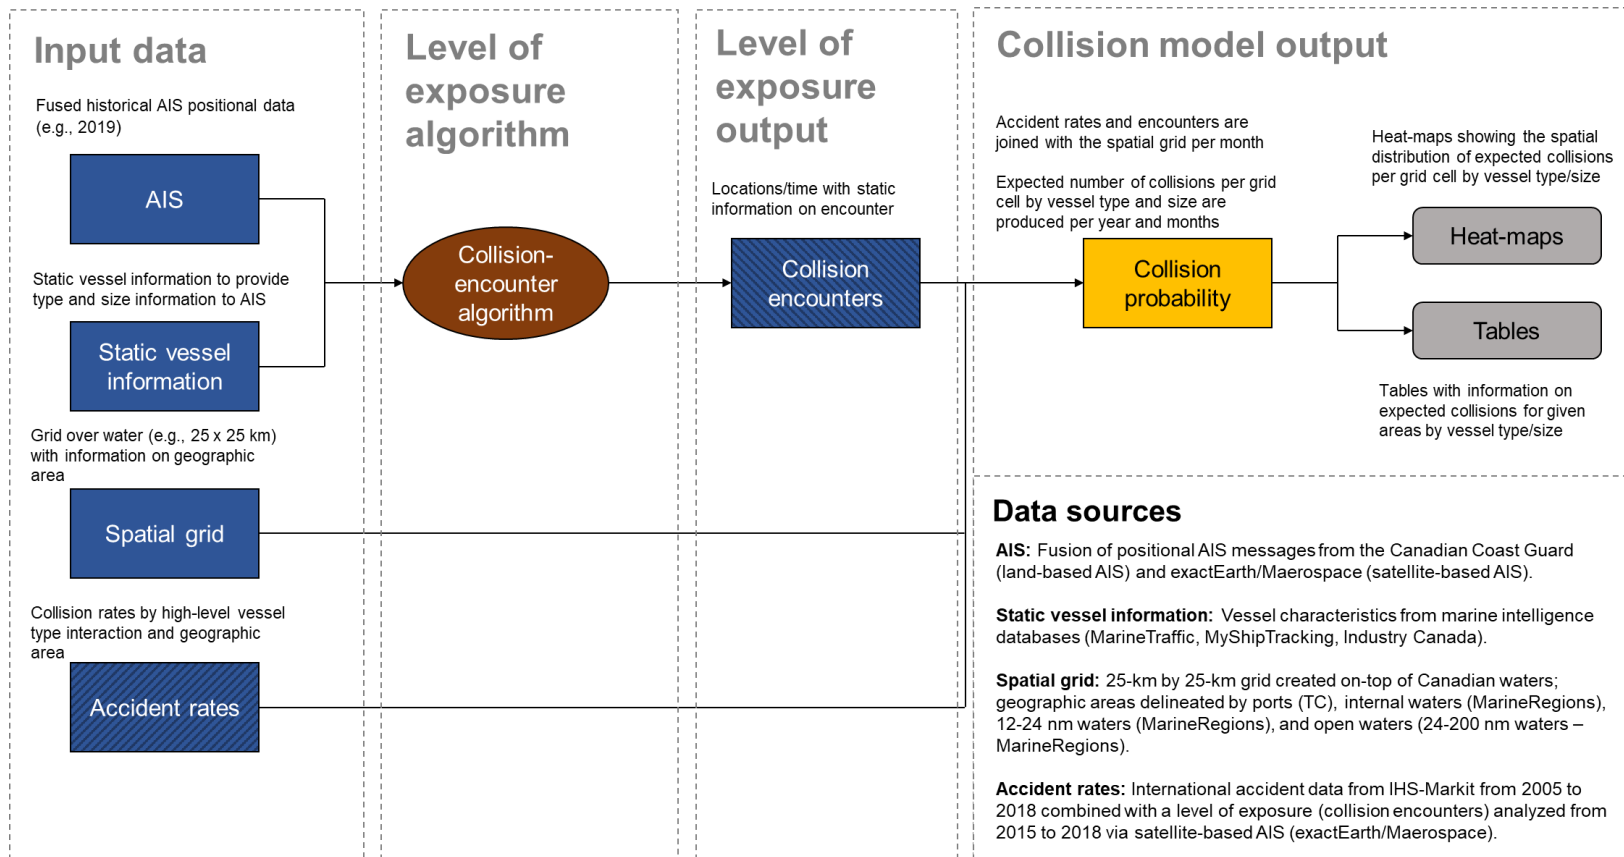 Input data
Fused historical AIS positional data
(e.g., 2019)
AIS
Static vessel information to provide
type and size information to AIS
Static vessel
information
Grid over water (e.g., 25 x 25 km)
with information on geographic
area
Spatial grid
Collision rates by high-level vessel
type interaction and geographic
area
Accident rates
Level of
exposure
algorithm
Collision-
encounter
algorithm
Level of
exposure
output
Locations/time with static
information on encounter
Collision
encounters
Collision model output
Accident rates and encounters are
joined with the spatial grid per month
Expected number of collisions per grid
cell by vessel type and size are
produced per year and months
Collision
probability
Heat-maps showing the spatial
distribution of expected collisions
per grid cell by vessel type/size
Heat-maps
Tables
Tables with information on
expected collisions for given
areas by vessel type/size
Data sources
AIS: Fusion of positional AIS messages from the Canadian Coast Guard
(land-based AIS) and exactEarth/Maerospace (satellite-based AIS).
Static vessel information: Vessel characteristics from marine intelligence
databases (MarineTraffic, MyShipTracking, Industry Canada).
Spatial grid: 25-km by 25-km grid created on-top of Canadian waters;
geographic areas delineated by ports (TC), internal waters (MarineRegions),
12-24 nm waters (MarineRegions), and open waters (24-200 nm waters –
MarineRegions).
Accident rates: International accident data from IHS-Markit from 2005 to
2018 combined with a level of exposure (collision encounters) analyzed from
2015 to 2018 via satellite-based AIS (exactEarth/Maerospace).